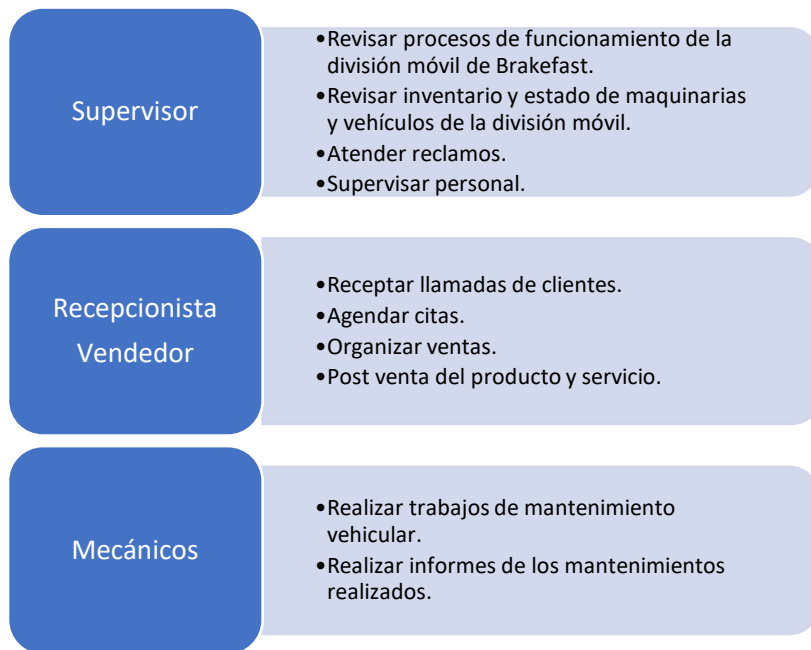 Supervisor
•Revisar procesos de funcionamiento de la
división móvil de Brakefast.
•Revisar inventario y estado de maquinarias
y vehículos de la división móvil.
•Atender reclamos.
•Supervisar personal.
Recepcionista
Vendedor
•Receptar llamadas de clientes.
•Agendar citas.
•Organizar ventas.
•Post venta del producto y servicio.
Mecánicos
•Realizar trabajos de mantenimiento
vehicular.
•Realizar informes de los mantenimientos
realizados.